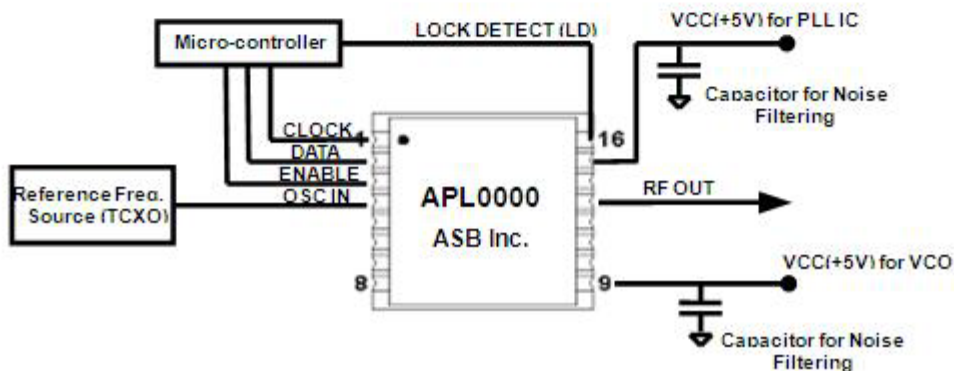 Micro-controller
LOCK DETECT (LD)
VCC(+5V) for PLL IC
Capacitor for Noise
Filtering
CLOCK
1
16
DATA
ENABLE
OSC IN
Reference Freq.
Source (TCXO)
APL0000
ASB Inc.
RF OUT
8
9
VCC(+5V) for VCO
Capacitor for Noise
Filtering